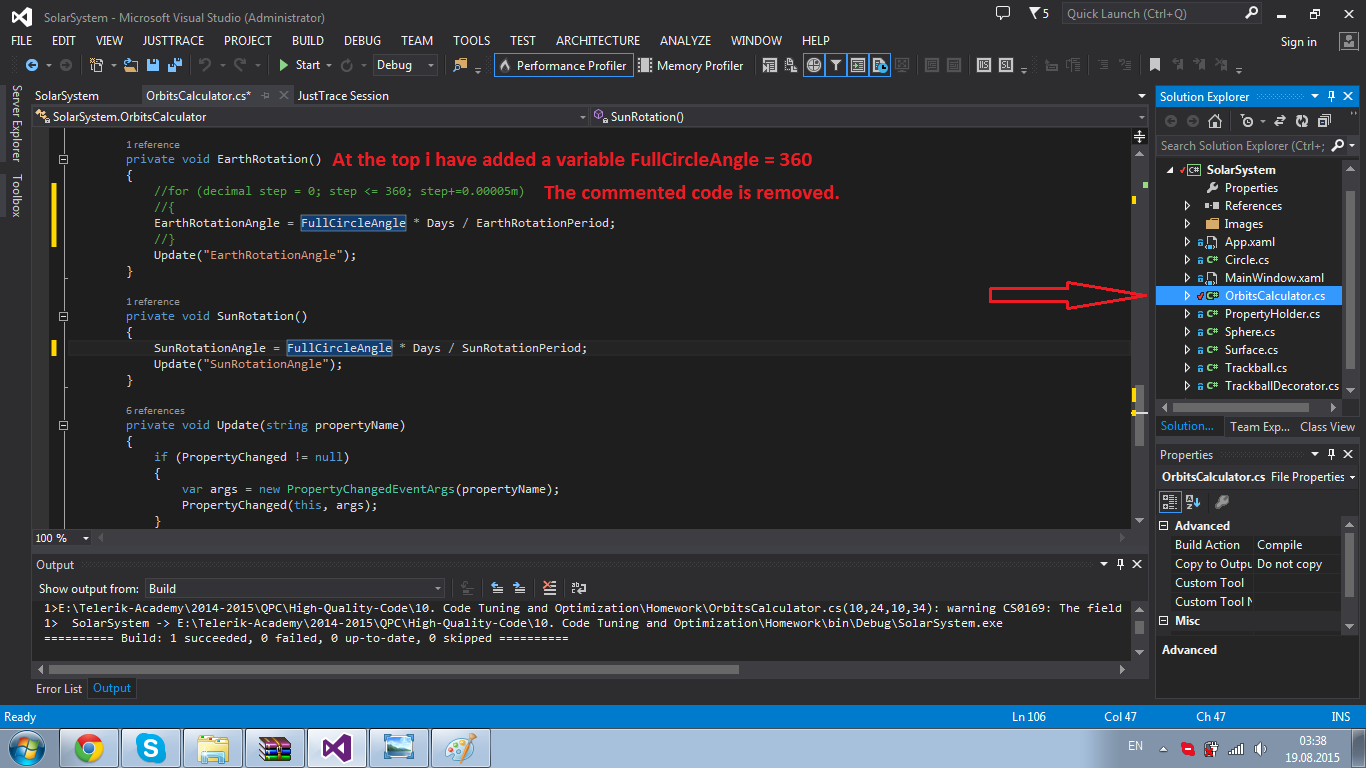 SolarSystem - Microsoft Visual Studio (Administrator)
5
Quick Launch (Ctrl+Q)
FILE EDIT VIEW JUSTTRACE PROJECT BUILD DEBUG TEAM TOOLS TEST ARCHITECTURE ANALYZE WINDOW HELP
Sign in
Start Debug Performance Profiler Memory Profiler
Server Explorer
Toolbox
SolarSystem OrbitsCalculator.cs* JustTrace Session
SolarSystem.OrbitsCalculator SunRotation()
1 reference
private void EarthRotation() At the top i have added a variable FullCircleAngle = 360
{
//for (decimal step = 0; step <= 360; step+=0.00005m) The commented code is removed.
//{
EarthRotationAngle = FullCircleAngle * Days / EarthRotationPeriod;
//}
Update("EarthRotationAngle");
}
1 reference
private void SunRotation()
{
SunRotationAngle = FullCircleAngle * Days / SunRotationPeriod;
Update("SunRotationAngle");
}
6 references
private void Update(string propertyName)
{
if (PropertyChanged != null)
{
var args = new PropertyChangedEventArgs(propertyName);
PropertyChanged(this, args);
}
100 %
Output
Show output from: Build
1>E:\Telerik-Academy\2014-2015\QPC\High-Quality-Code\10. Code Tuning and Optimization\Homework\OrbitsCalculator.cs(10,24,10,34): warning CS0169: The field
1> SolarSystem -> E:\Telerik-Academy\2014-2015\QPC\High-Quality-Code\10. Code Tuning and Optimization\Homework\bin\Debug\SolarSystem.exe
========== Build: 1 succeeded, 0 failed, 0 up-to-date, 0 skipped ==========
Error List Output
Solution Explorer
Search Solution Explorer (Ctrl+;
SolarSystem
Properties
References
Images
App.xaml
Circle.cs
MainWindow.xaml
OrbitsCalculator.cs
PropertyHolder.cs
Sphere.cs
Surface.cs
Trackball.cs
TrackballDecorator.cs
Solution... Team Exp... Class View
Properties
OrbitsCalculator.cs File Properties
Advanced
Build Action Compile
Copy to Outpu Do not copy
Custom Tool
Custom Tool N
Misc
Advanced
Ready Ln 106 Col 47 Ch 47 INS
EN 03:38
19.08.2015